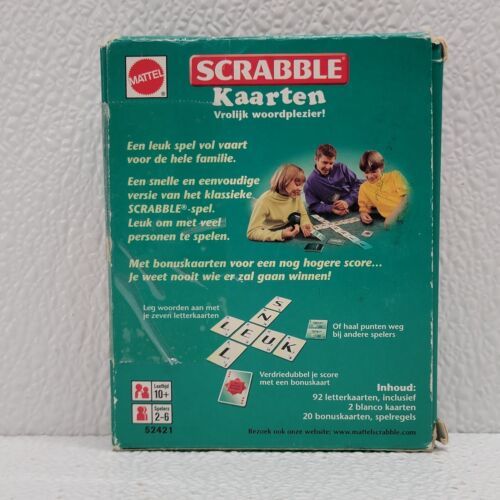 MATTEL
SCRABBLE®
Kaarten
Vrolijk woordplezier!
Een leuk spel vol vaart
voor de hele familie.
Een snelle en eenvoudige
versie van het klassieke
SCRABBLE®-spel.
Leuk om met veel
personen te spelen.
Met bonuskaarten voor een nog hogere score...
Je weet nooit wie er zal gaan winnen!
Leg woorden aan met
je zeven letterkaarten
SNEL
LEUK
Of haal punten weg
bij andere spelers
Verdriedubbel je score
met een bonuskaart
Leeftijd
10+
Spelers
2-6
52421
Inhoud:
92 letterkaarten, inclusief
2 blanco kaarten
20 bonuskaarten, spelregels
Bezoek ook onze website: www.mattelscrabble.com